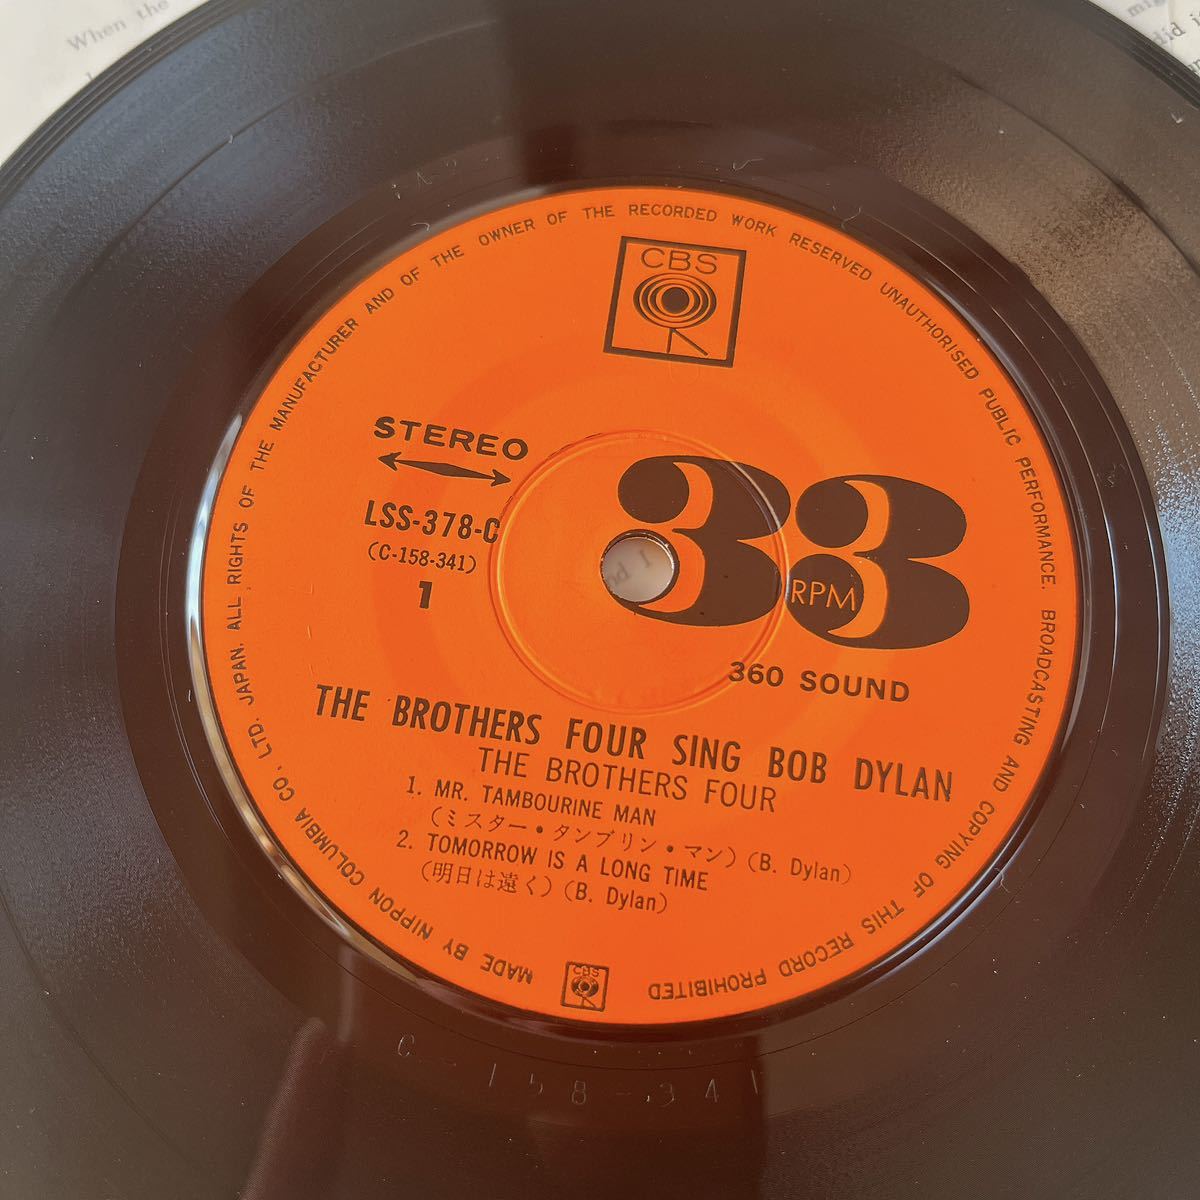 When the
did i
CBS
STEREO
LSS-378-C
(C-158-341)
1
33
RPM
360 SOUND
THE BROTHERS FOUR SING BOB DYLAN
THE BROTHERS FOUR
1. MR. TAMBOURINE MAN
(ミスター・タンブリン・マン) (B. Dylan)
2. TOMORROW IS A LONG TIME
(明日は遠く) (B. Dylan)
MADE BY NIPPON COLUMBIA CO., LTD. JAPAN. ALL RIGHTS OF THE MANUFACTURER AND OF THE OWNER OF THE RECORDED WORK RESERVED UNAUTHORISED PUBLIC PERFORMANCE. BROADCASTING AND COPYING OF THIS RECORD PROHIBITED
CBS
C-158-341